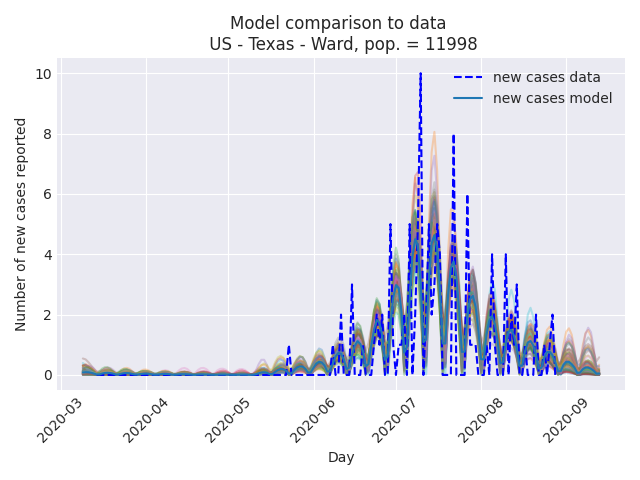 Model comparison to data
US - Texas - Ward, pop. = 11998
new cases data
new cases model
Number of new cases reported
10
8
6
4
2
0
2020-03
2020-04
2020-05
2020-06
2020-07
2020-08
2020-09
Day